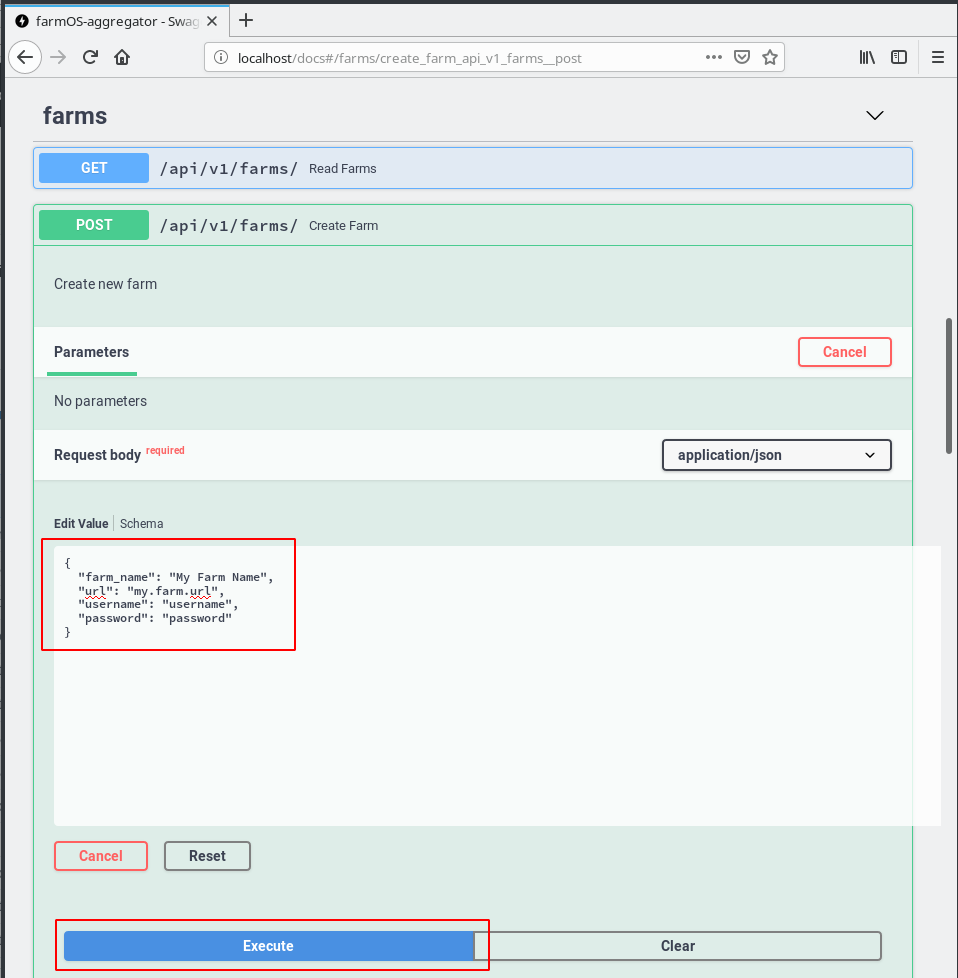 farmOS-aggregator - Swag
localhost/docs#/farms/create_farm_api_v1_farms__post
farms
GET /api/v1/farms/ Read Farms
POST /api/v1/farms/ Create Farm
Create new farm
Parameters Cancel
No parameters
Request body required application/json
Edit Value Schema
{
"farm_name": "My Farm Name",
"url": "my.farm.url",
"username": "username",
"password": "password"
}
Cancel Reset
Execute Clear